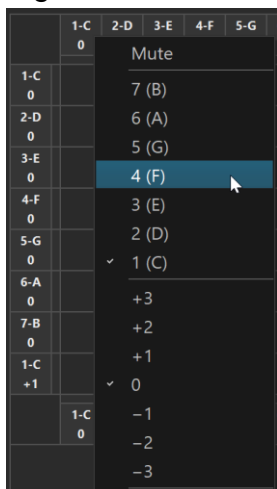 1-C 2-D 3-E 4-F 5-G
0
Mute
1-C
0
7 (B)
2-D
0
6 (A)
3-E
0
5 (G)
4 (F)
4-F
0
3 (E)
5-G
0
2 (D)
✓ 1 (C)
6-A
0
+3
7-B
0
+2
1-C
+1
+1
✓ 0
1-C
0
−1
−2
−3